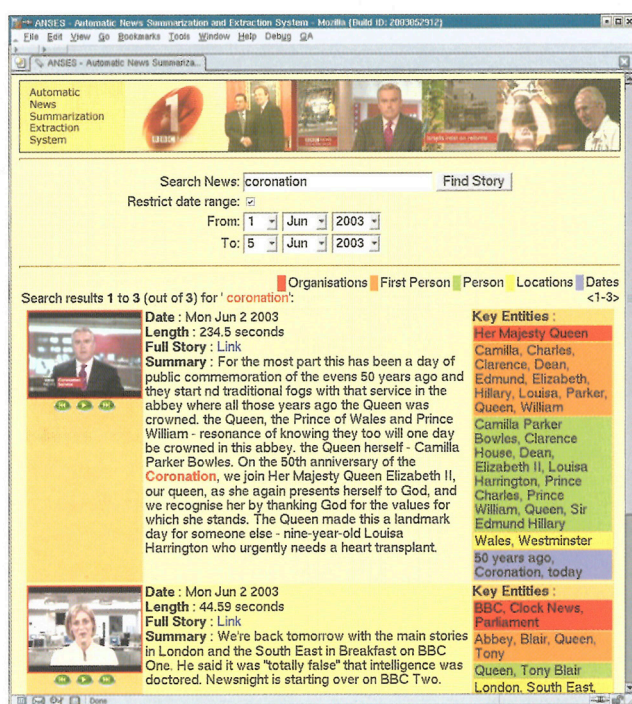 ANSES - Automatic News Summarization and Extraction System - Mozilla {Build ID: 2003052912}
File Edit View Go Bookmarks Tools Window Help Debug QA
ANSES - Automatic News Summariza...
Automatic
News
Summarization
Extraction
System
1
BBC
Search News: coronation Find Story
Restrict date range:
From: 1 Jun 2003
To: 5 Jun 2003
Organisations First Person Person Locations Dates
Search results 1 to 3 (out of 3) for ' coronation':
<1-3>
Date : Mon Jun 2 2003
Length : 234.5 seconds
Full Story : Link
Summary : For the most part this has been a day of
public commemoration of the evens 50 years ago and
they start nd traditional fogs with that service in the
abbey where all those years ago the Queen was
crowned. the Queen, the Prince of Wales and Prince
William - resonance of knowing they too will one day
be crowned in this abbey. the Queen herself - Camilla
Parker Bowles. On the 50th anniversary of the
Coronation, we join Her Majesty Queen Elizabeth II,
our queen, as she again presents herself to God, and
we recognise her by thanking God for the values for
which she stands. The Queen made this a landmark
day for someone else - nine-year-old Louisa
Harrington who urgently needs a heart transplant.
Key Entities :
Her Majesty Queen
Camilla, Charles,
Clarence, Dean,
Edmund, Elizabeth,
Hillary, Louisa, Parker,
Queen, William
Camilla Parker
Bowles, Clarence
House, Dean,
Elizabeth II, Louisa
Harrington, Prince
Charles, Prince
William, Queen, Sir
Edmund Hillary
Wales, Westminster
50 years ago,
Coronation, today
Date : Mon Jun 2 2003
Length : 44.59 seconds
Full Story : Link
Summary : We're back tomorrow with the main stories
in London and the South East in Breakfast on BBC
One. He said it was "totally false" that intelligence was
doctored. Newsnight is starting over on BBC Two.
Key Entities :
BBC, Clock News,
Parliament
Abbey, Blair, Queen,
Tony
Queen, Tony Blair
London, South East,
Done